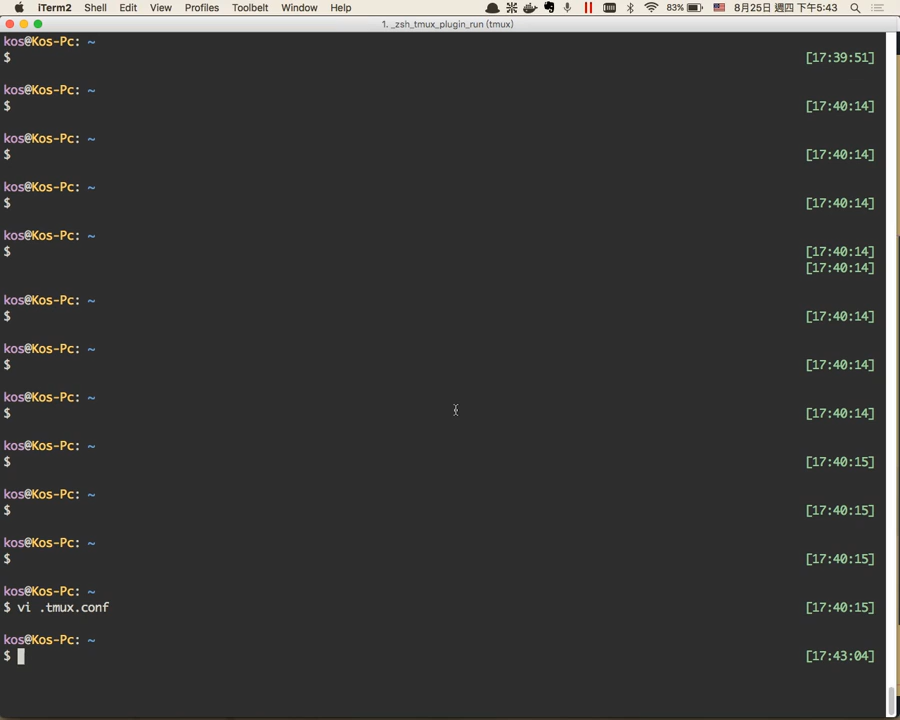 iTerm2 Shell Edit View Profiles Toolbelt Window Help 83% 8月25日 週四 下午5:43
1. _zsh_tmux_plugin_run (tmux)
kos@Kos-Pc: ~
$ [17:39:51]
kos@Kos-Pc: ~
$ [17:40:14]
kos@Kos-Pc: ~
$ [17:40:14]
kos@Kos-Pc: ~
$ [17:40:14]
kos@Kos-Pc: ~
$ [17:40:14]
[17:40:14]
kos@Kos-Pc: ~
$ [17:40:14]
kos@Kos-Pc: ~
$ [17:40:14]
kos@Kos-Pc: ~
$ [17:40:14]
kos@Kos-Pc: ~
$ [17:40:15]
kos@Kos-Pc: ~
$ [17:40:15]
kos@Kos-Pc: ~
$ [17:40:15]
kos@Kos-Pc: ~
$ vi .tmux.conf [17:40:15]
kos@Kos-Pc: ~
$ [17:43:04]